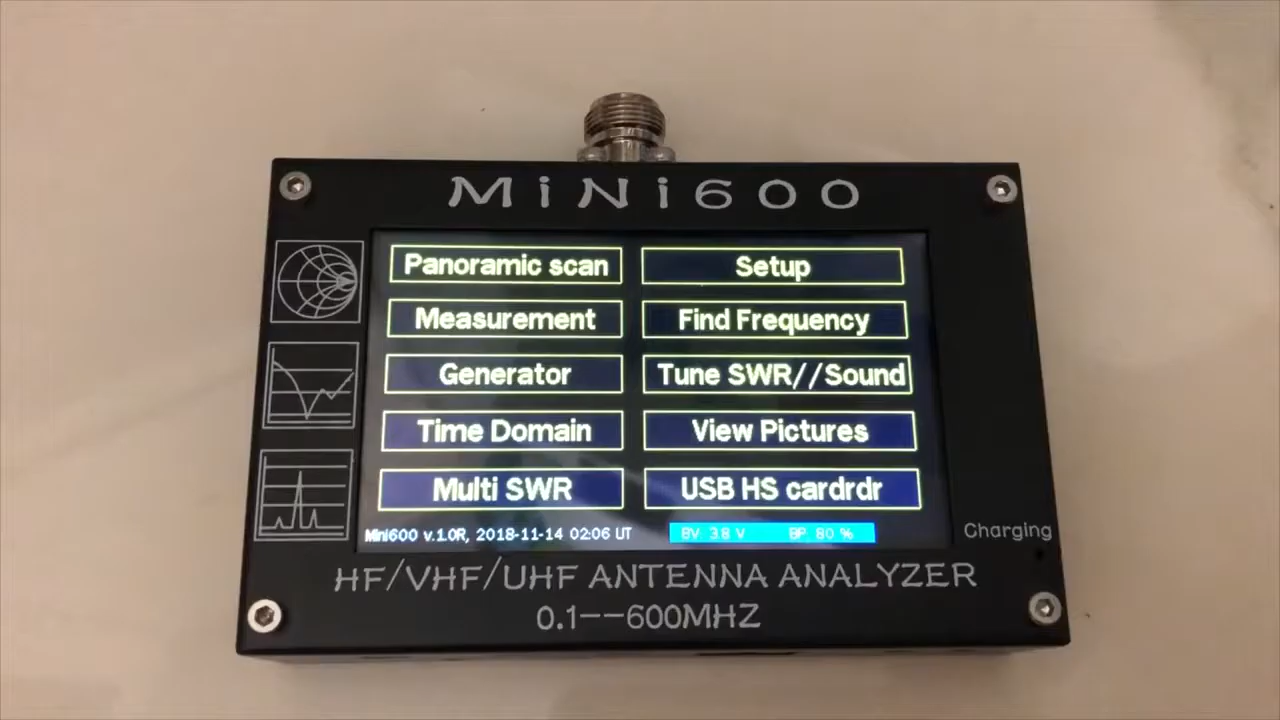 MiNi600
Panoramic scan
Setup
Measurement
Find Frequency
Generator
Tune SWR//Sound
Time Domain
View Pictures
Multi SWR
USB HS cardrdr
Mini600 v.1.0R, 2018-11-14 02:06 UT
BV 3.8 V BP 80 %
Charging
HF/VHF/UHF ANTENNA ANALYZER
0.1--600MHZ